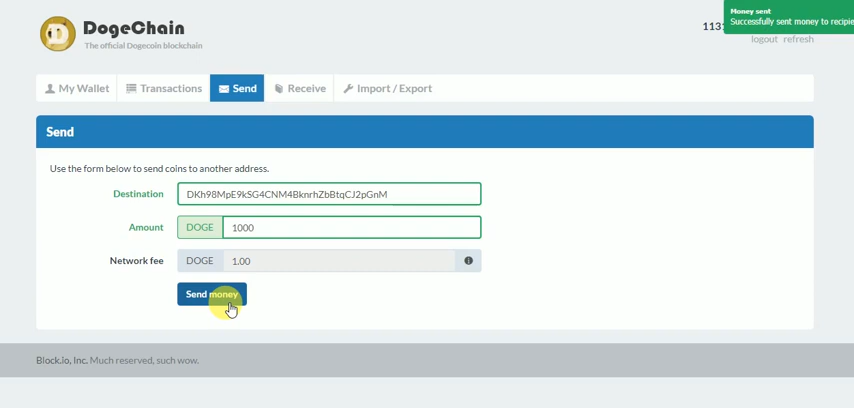 Money sent
Successfully sent money to recipie
DogeChain
The official Dogecoin blockchain
1131
logout refresh
My Wallet Transactions Send Receive Import / Export
Send
Use the form below to send coins to another address.
Destination DKh98MpE9kSG4CNM4BknrhZbBtqCJ2pGnM
Amount DOGE 1000
Network fee DOGE 1.00
Send money
Block.io, Inc. Much reserved, such wow.